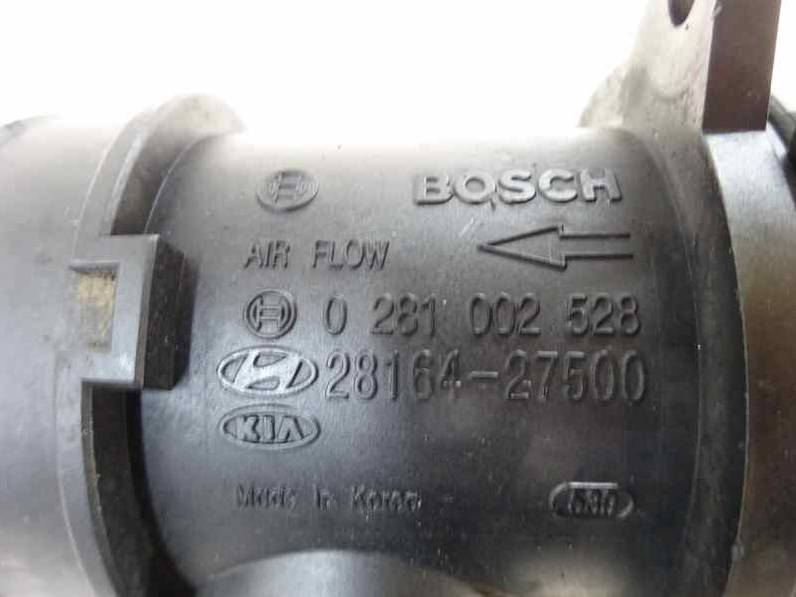 BOSCH
AIR FLOW
0 281 002 528
28164-27500
KIA
Made in Korea